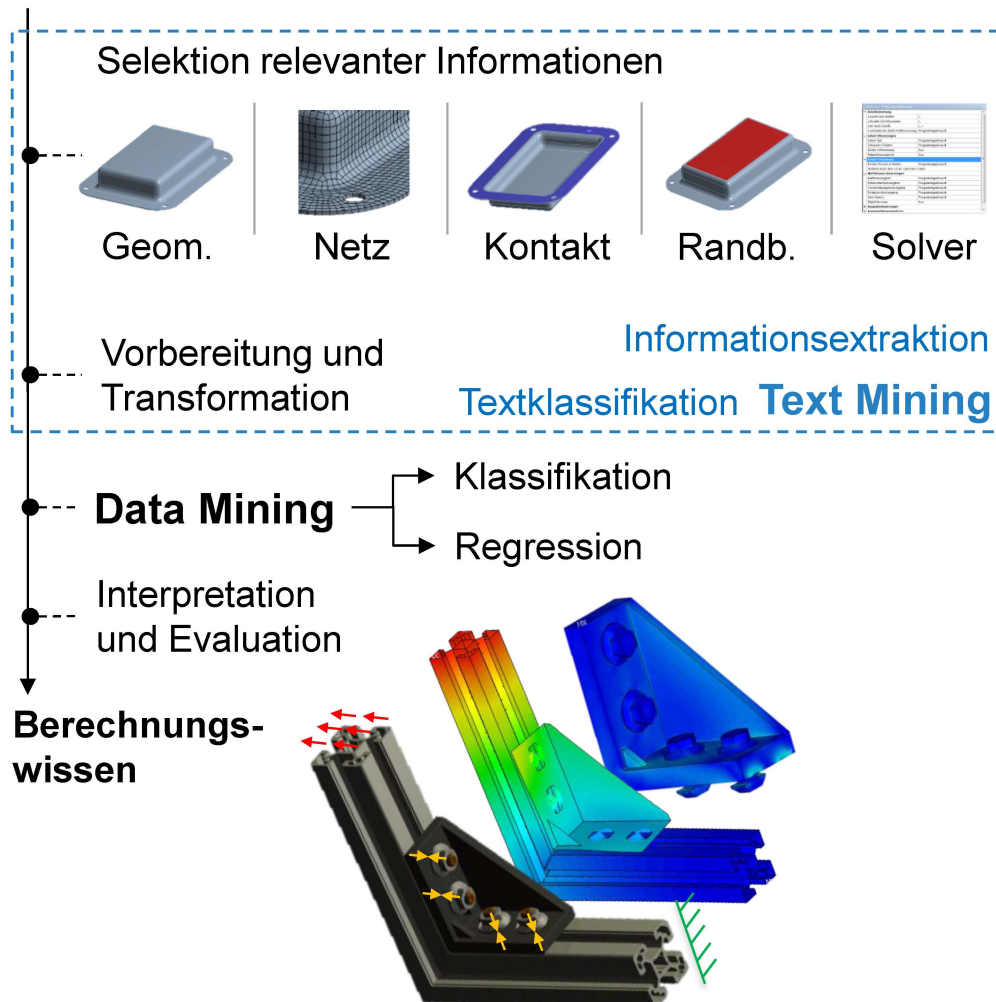 Selektion relevanter Informationen
Geom.
Netz
Kontakt
Randb.
Solver
Vorbereitung und
Transformation
Informationsextraktion
Textklassifikation Text Mining
Data Mining
Klassifikation
Regression
Interpretation
und Evaluation
Berechnungs-
wissen